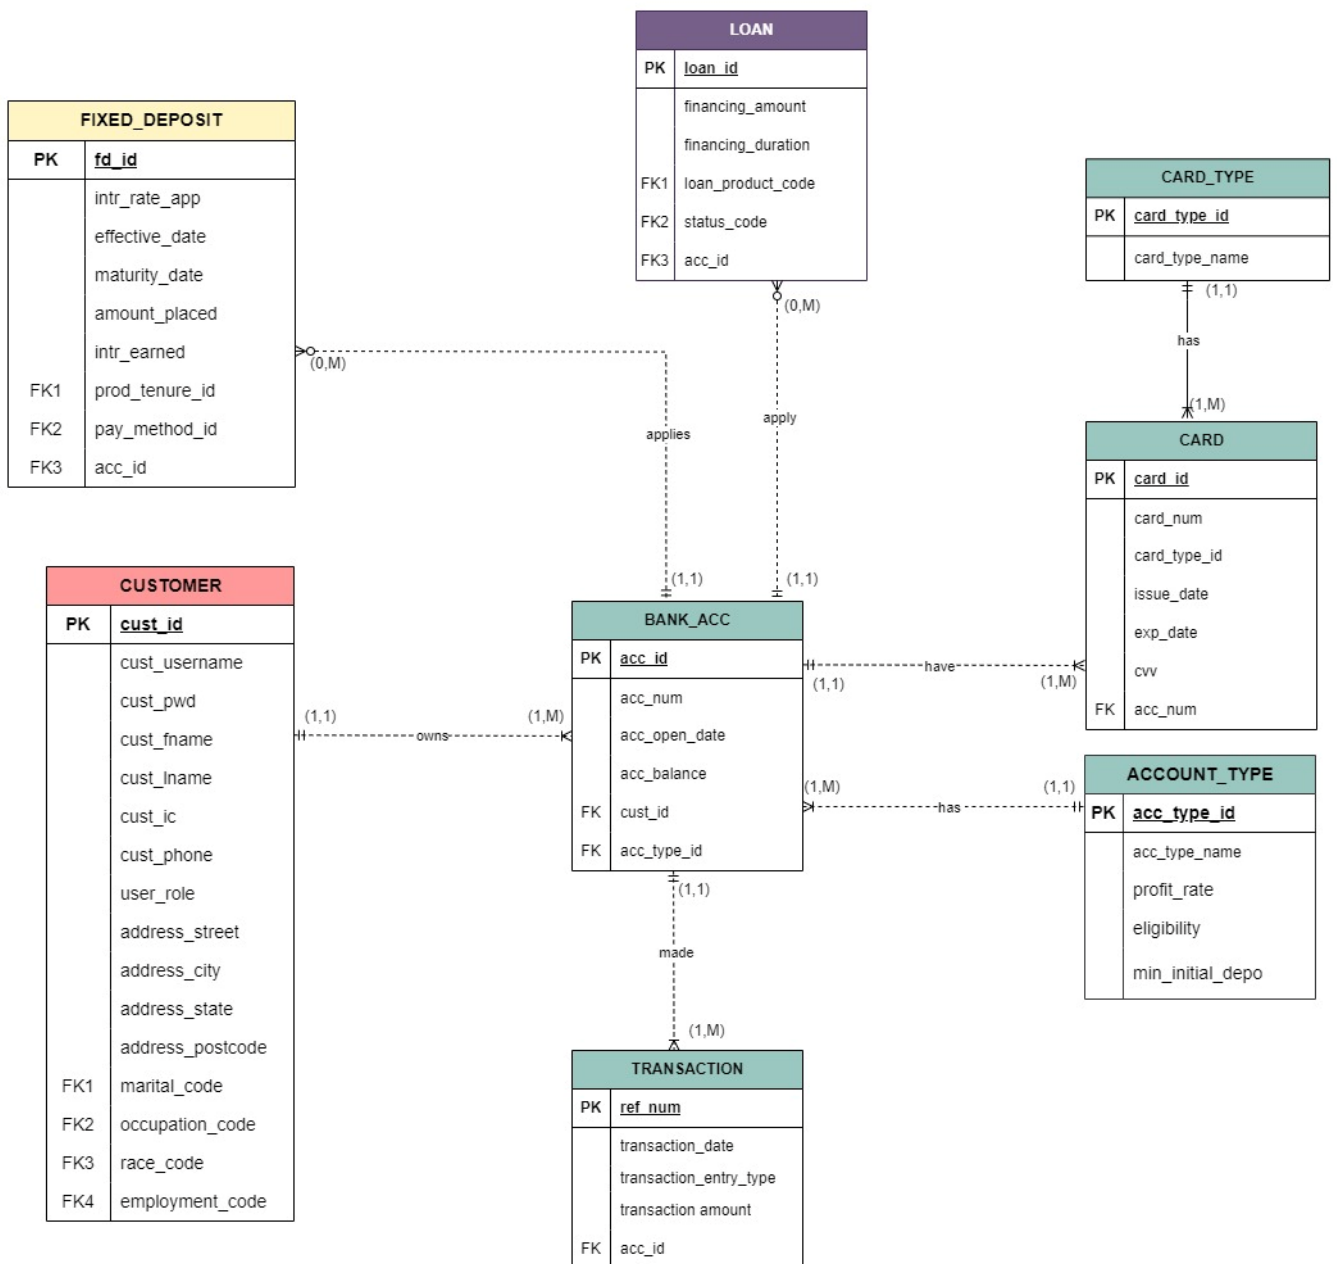 LOAN
PK loan_id
financing_amount
financing_duration
FK1 loan_product_code
FK2 status_code
FK3 acc_id
(0,M)
apply
(1,1)
FIXED_DEPOSIT
PK fd_id
intr_rate_app
effective_date
maturity_date
amount_placed
intr_earned
FK1 prod_tenure_id
FK2 pay_method_id
FK3 acc_id
(0,M)
applies
(1,1)
CARD_TYPE
PK card_type_id
card_type_name
(1,1)
has
(1,M)
CARD
PK card_id
card_num
card_type_id
issue_date
exp_date
cvv
FK acc_num
CUSTOMER
PK cust_id
cust_username
cust_pwd
cust_fname
cust_lname
cust_ic
cust_phone
user_role
address_street
address_city
address_state
address_postcode
FK1 marital_code
FK2 occupation_code
FK3 race_code
FK4 employment_code
(1,1)
owns
(1,M)
BANK_ACC
PK acc_id
acc_num
acc_open_date
acc_balance
FK cust_id
FK acc_type_id
(1,1)
have
(1,M)
(1,M)
has
(1,1)
ACCOUNT_TYPE
PK acc_type_id
acc_type_name
profit_rate
eligibility
min_initial_depo
(1,1)
made
(1,M)
TRANSACTION
PK ref_num
transaction_date
transaction_entry_type
transaction amount
FK acc_id